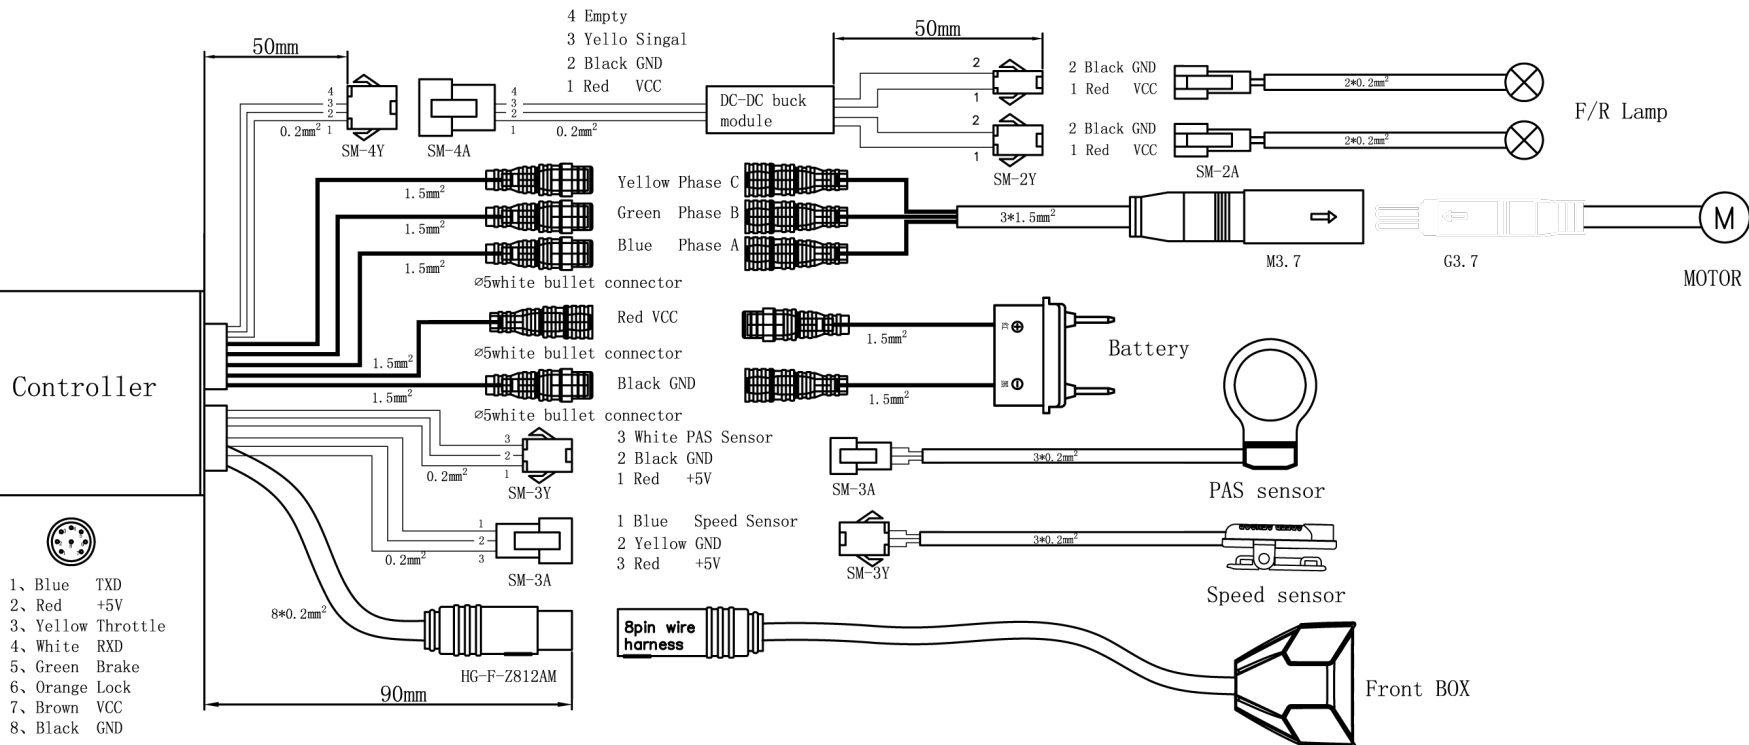 4 Empty
3 Yello Singal
2 Black GND
1 Red VCC
50mm
50mm
4
3
2
1
0.2mm²
SM-4Y
SM-4A
4
3
2
1
0.2mm²
DC-DC buck
module
2
1
2
1
SM-2Y
2 Black GND
1 Red VCC
2 Black GND
1 Red VCC
SM-2A
2*0.2mm²
2*0.2mm²
F/R Lamp
1.5mm²
1.5mm²
1.5mm²
Yellow Phase C
Green Phase B
Blue Phase A
⌀5white bullet connector
3*1.5mm²
M3.7
G3.7
M
MOTOR
Red VCC
⌀5white bullet connector
1.5mm²
1.5mm²
Black GND
⌀5white bullet connector
1.5mm²
1.5mm²
Battery
Controller
3
2
1
0.2mm²
SM-3Y
3 White PAS Sensor
2 Black GND
1 Red +5V
SM-3A
3*0.2mm²
PAS sensor
1
2
3
0.2mm²
SM-3A
1 Blue Speed Sensor
2 Yellow GND
3 Red +5V
SM-3Y
3*0.2mm²
Speed sensor
1、Blue TXD
2、Red +5V
3、Yellow Throttle
4、White RXD
5、Green Brake
6、Orange Lock
7、Brown VCC
8、Black GND
8*0.2mm²
HG-F-Z812AM
90mm
8pin wire
harness
Front BOX